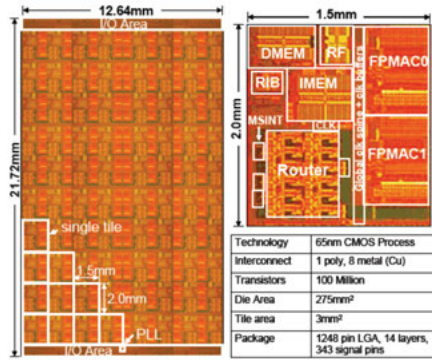 12.64mm
I/O Area
21.72mm
single tile
1.5mm
2.0mm
PLL
I/O Area
1.5mm
2.0mm
DMEM
RF
RIB
IMEM
MSINT
CLK
Router
Global clk spine + clk buffers
FPMAC0
FPMAC1
Technology 65nm CMOS Process
Interconnect 1 poly, 8 metal (Cu)
Transistors 100 Million
Die Area 275mm²
Tile area 3mm²
Package 1248 pin LGA, 14 layers,
343 signal pins